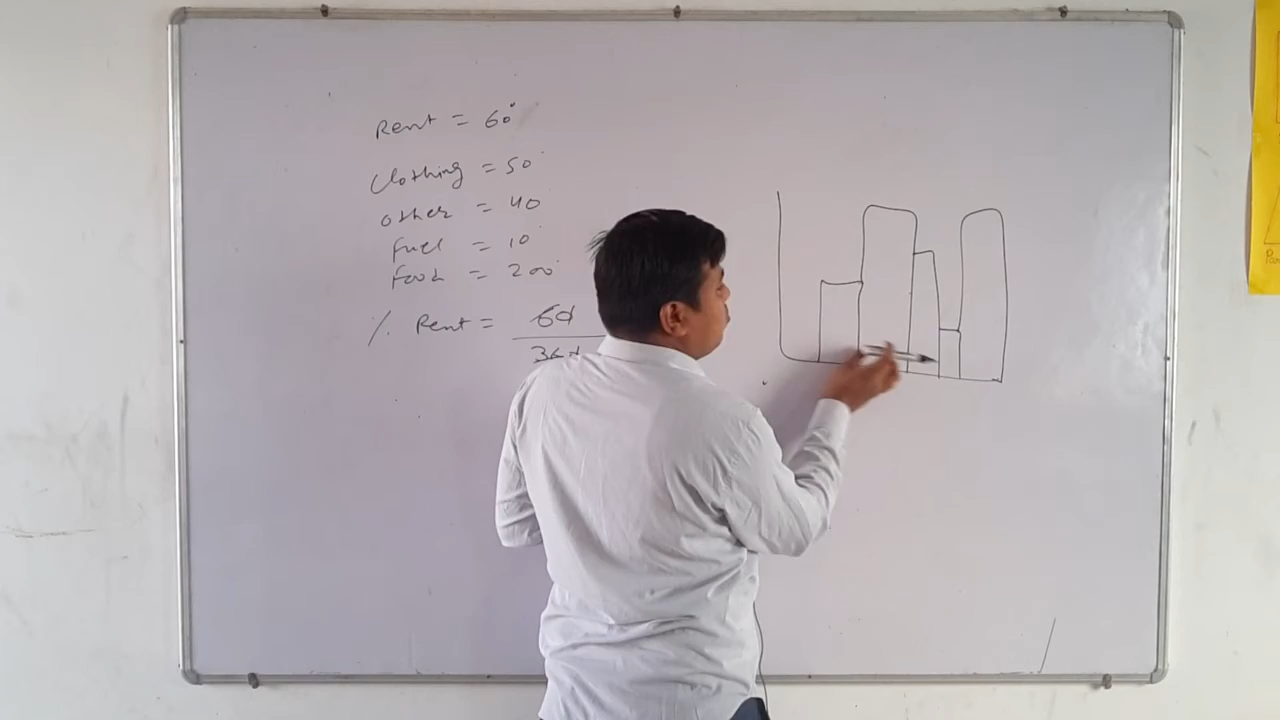 Rent = 60°
Clothing = 50°
other = 40
fuel = 10°
food = 200°
% Rent = 60/360